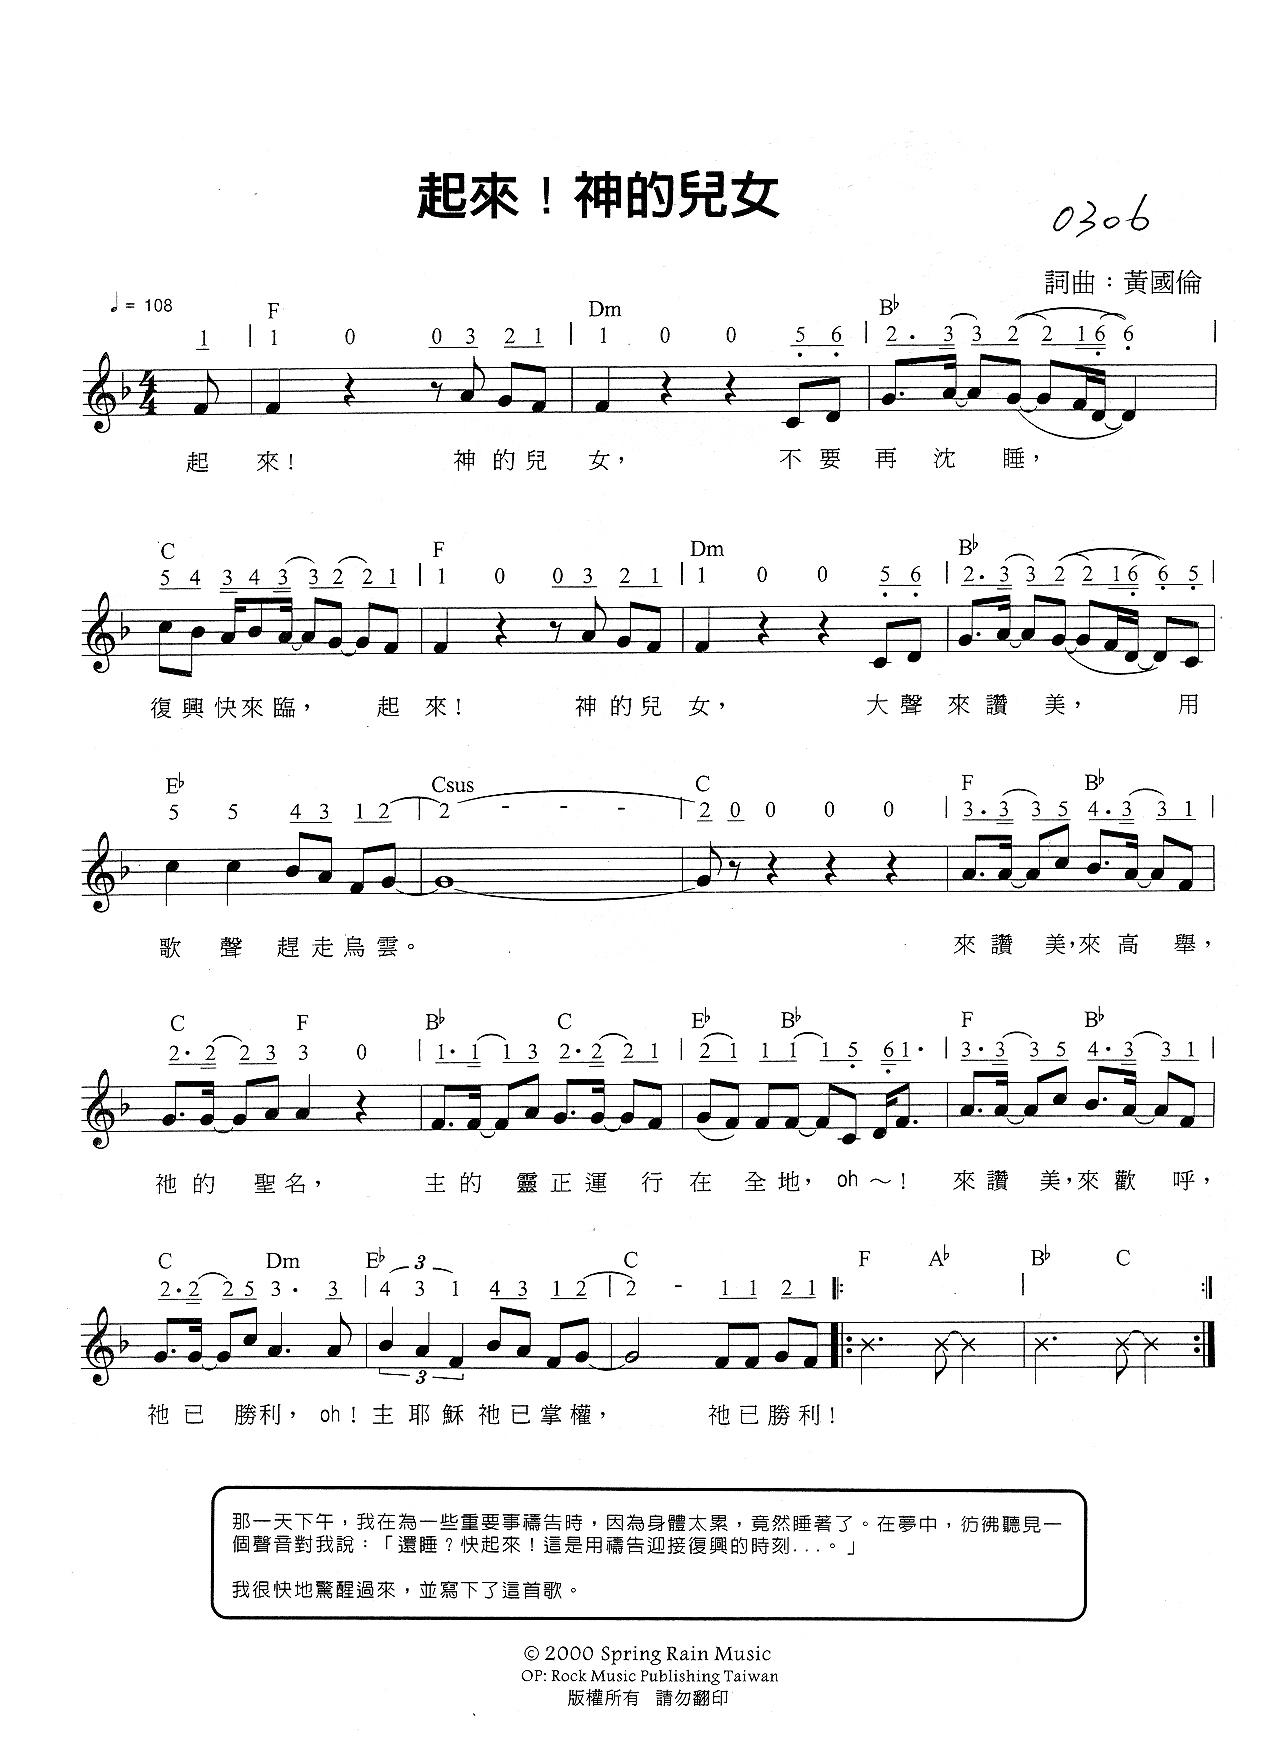 起來！神的兒女
0306
詞曲：黃國倫
♩= 108
F Dm B♭
1 | 1 0 0 3 2 1 | 1 0 0 5 6 | 2. 3 3 2 2 1 6 6 |
4 4
起 來！ 神 的 兒 女， 不 要 再 沈 睡，
C F Dm B♭
5 4 3 4 3 3 2 2 1 | 1 0 0 3 2 1 | 1 0 0 5 6 | 2. 3 3 2 2 1 6 6 5 |
復 興 快 來 臨， 起 來！ 神 的 兒 女， 大 聲 來 讚 美， 用
E♭ Csus C F B♭
5 5 4 3 1 2 | 2 - - - | 2 0 0 0 0 | 3. 3 3 5 4. 3 3 1 |
歌 聲 趕 走 烏 雲。 來 讚 美，來 高 舉，
C F B♭ C E♭ B♭ F B♭
2. 2 2 3 3 0 | 1. 1 1 3 2. 2 2 1 | 2 1 1 1 1 5 6 1. | 3. 3 3 5 4. 3 3 1 |
祂 的 聖 名， 主 的 靈 正 運 行 在 全 地， oh～！ 來 讚 美，來 歡 呼，
C Dm E♭ C F A♭ B♭ C
3
2. 2 2 5 3. 3 | 4 3 1 4 3 1 2 | 2 - 1 1 2 1 |: | :|
3
祂 已 勝 利， oh！主 耶 穌 祂 已 掌 權， 祂 已 勝 利！
那一天下午，我在為一些重要事禱告時，因為身體太累，竟然睡著了。在夢中，彷彿聽見一
個聲音對我說：「還睡？快起來！這是用禱告迎接復興的時刻...。」
我很快地驚醒過來，並寫下了這首歌。
© 2000 Spring Rain Music
OP: Rock Music Publishing Taiwan
版權所有 請勿翻印